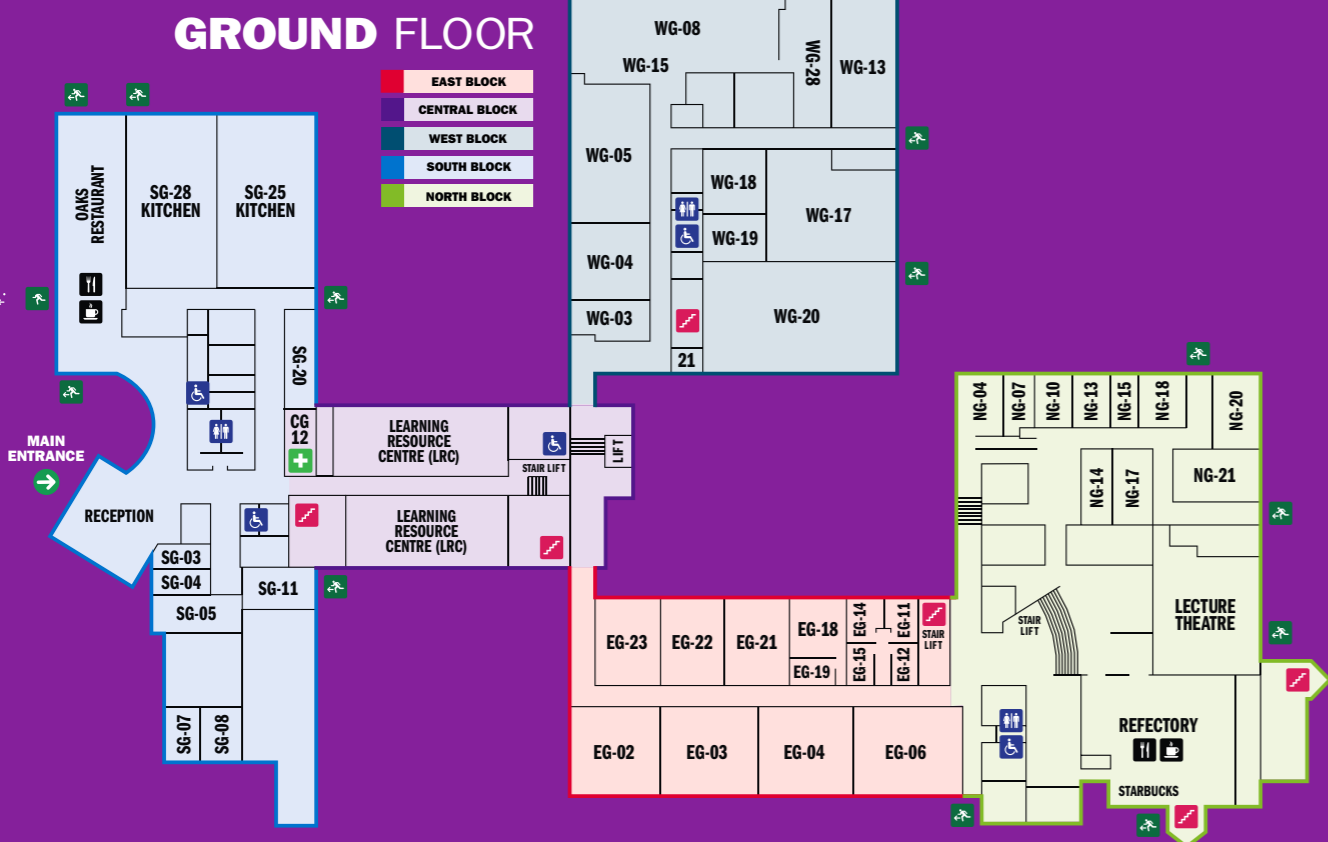 GROUND FLOOR
EAST BLOCK
CENTRAL BLOCK
WEST BLOCK
SOUTH BLOCK
NORTH BLOCK
WG-08
WG-15
WG-28
WG-13
WG-05
WG-18
WG-17
WG-19
WG-04
WG-03
WG-20
21
OAKS
RESTAURANT
SG-28
KITCHEN
SG-25
KITCHEN
SG-20
MAIN
ENTRANCE
RECEPTION
CG
12
LEARNING
RESOURCE
CENTRE (LRC)
STAIR LIFT
LIFT
LEARNING
RESOURCE
CENTRE (LRC)
SG-03
SG-04
SG-05
SG-11
SG-07
SG-08
EG-23
EG-22
EG-21
EG-18
EG-19
EG-14
EG-15
EG-11
EG-12
STAIR
LIFT
EG-02
EG-03
EG-04
EG-06
NG-04
NG-07
NG-10
NG-13
NG-15
NG-18
NG-20
NG-14
NG-17
NG-21
STAIR
LIFT
LECTURE
THEATRE
REFECTORY
STARBUCKS